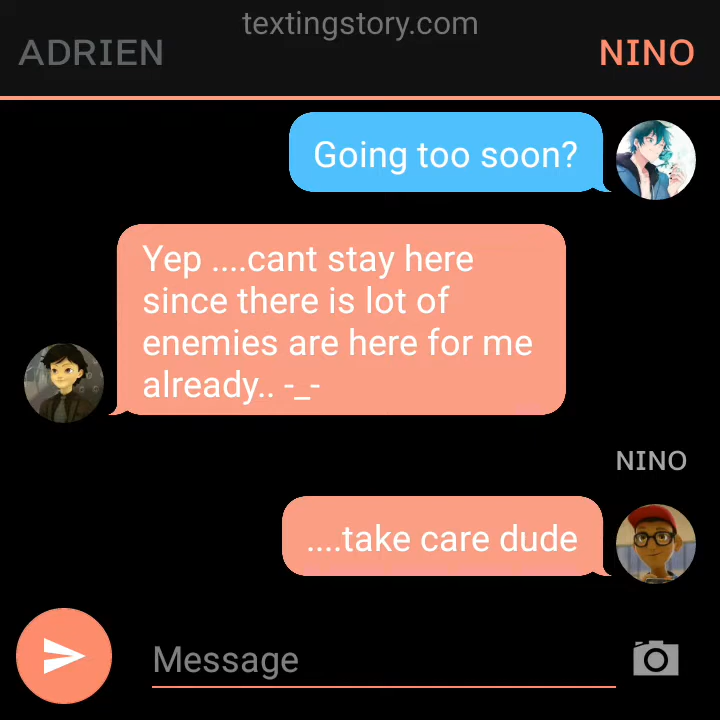 textingstory.com
ADRIEN
NINO
Going too soon?
Yep ....cant stay here
since there is lot of
enemies are here for me
already.. -_-
NINO
....take care dude
Message